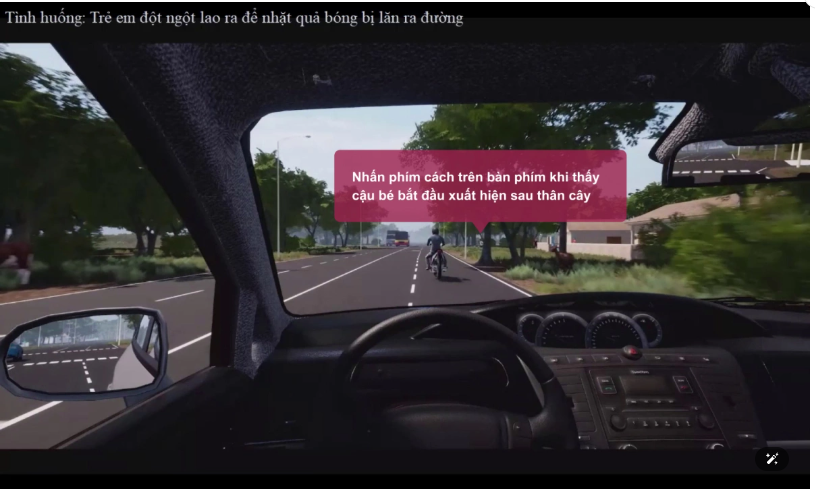 Tình huống: Trẻ em đột ngột lao ra để nhặt quả bóng bị lăn ra đường
Nhấn phím cách trên bàn phím khi thấy
cậu bé bắt đầu xuất hiện sau thân cây